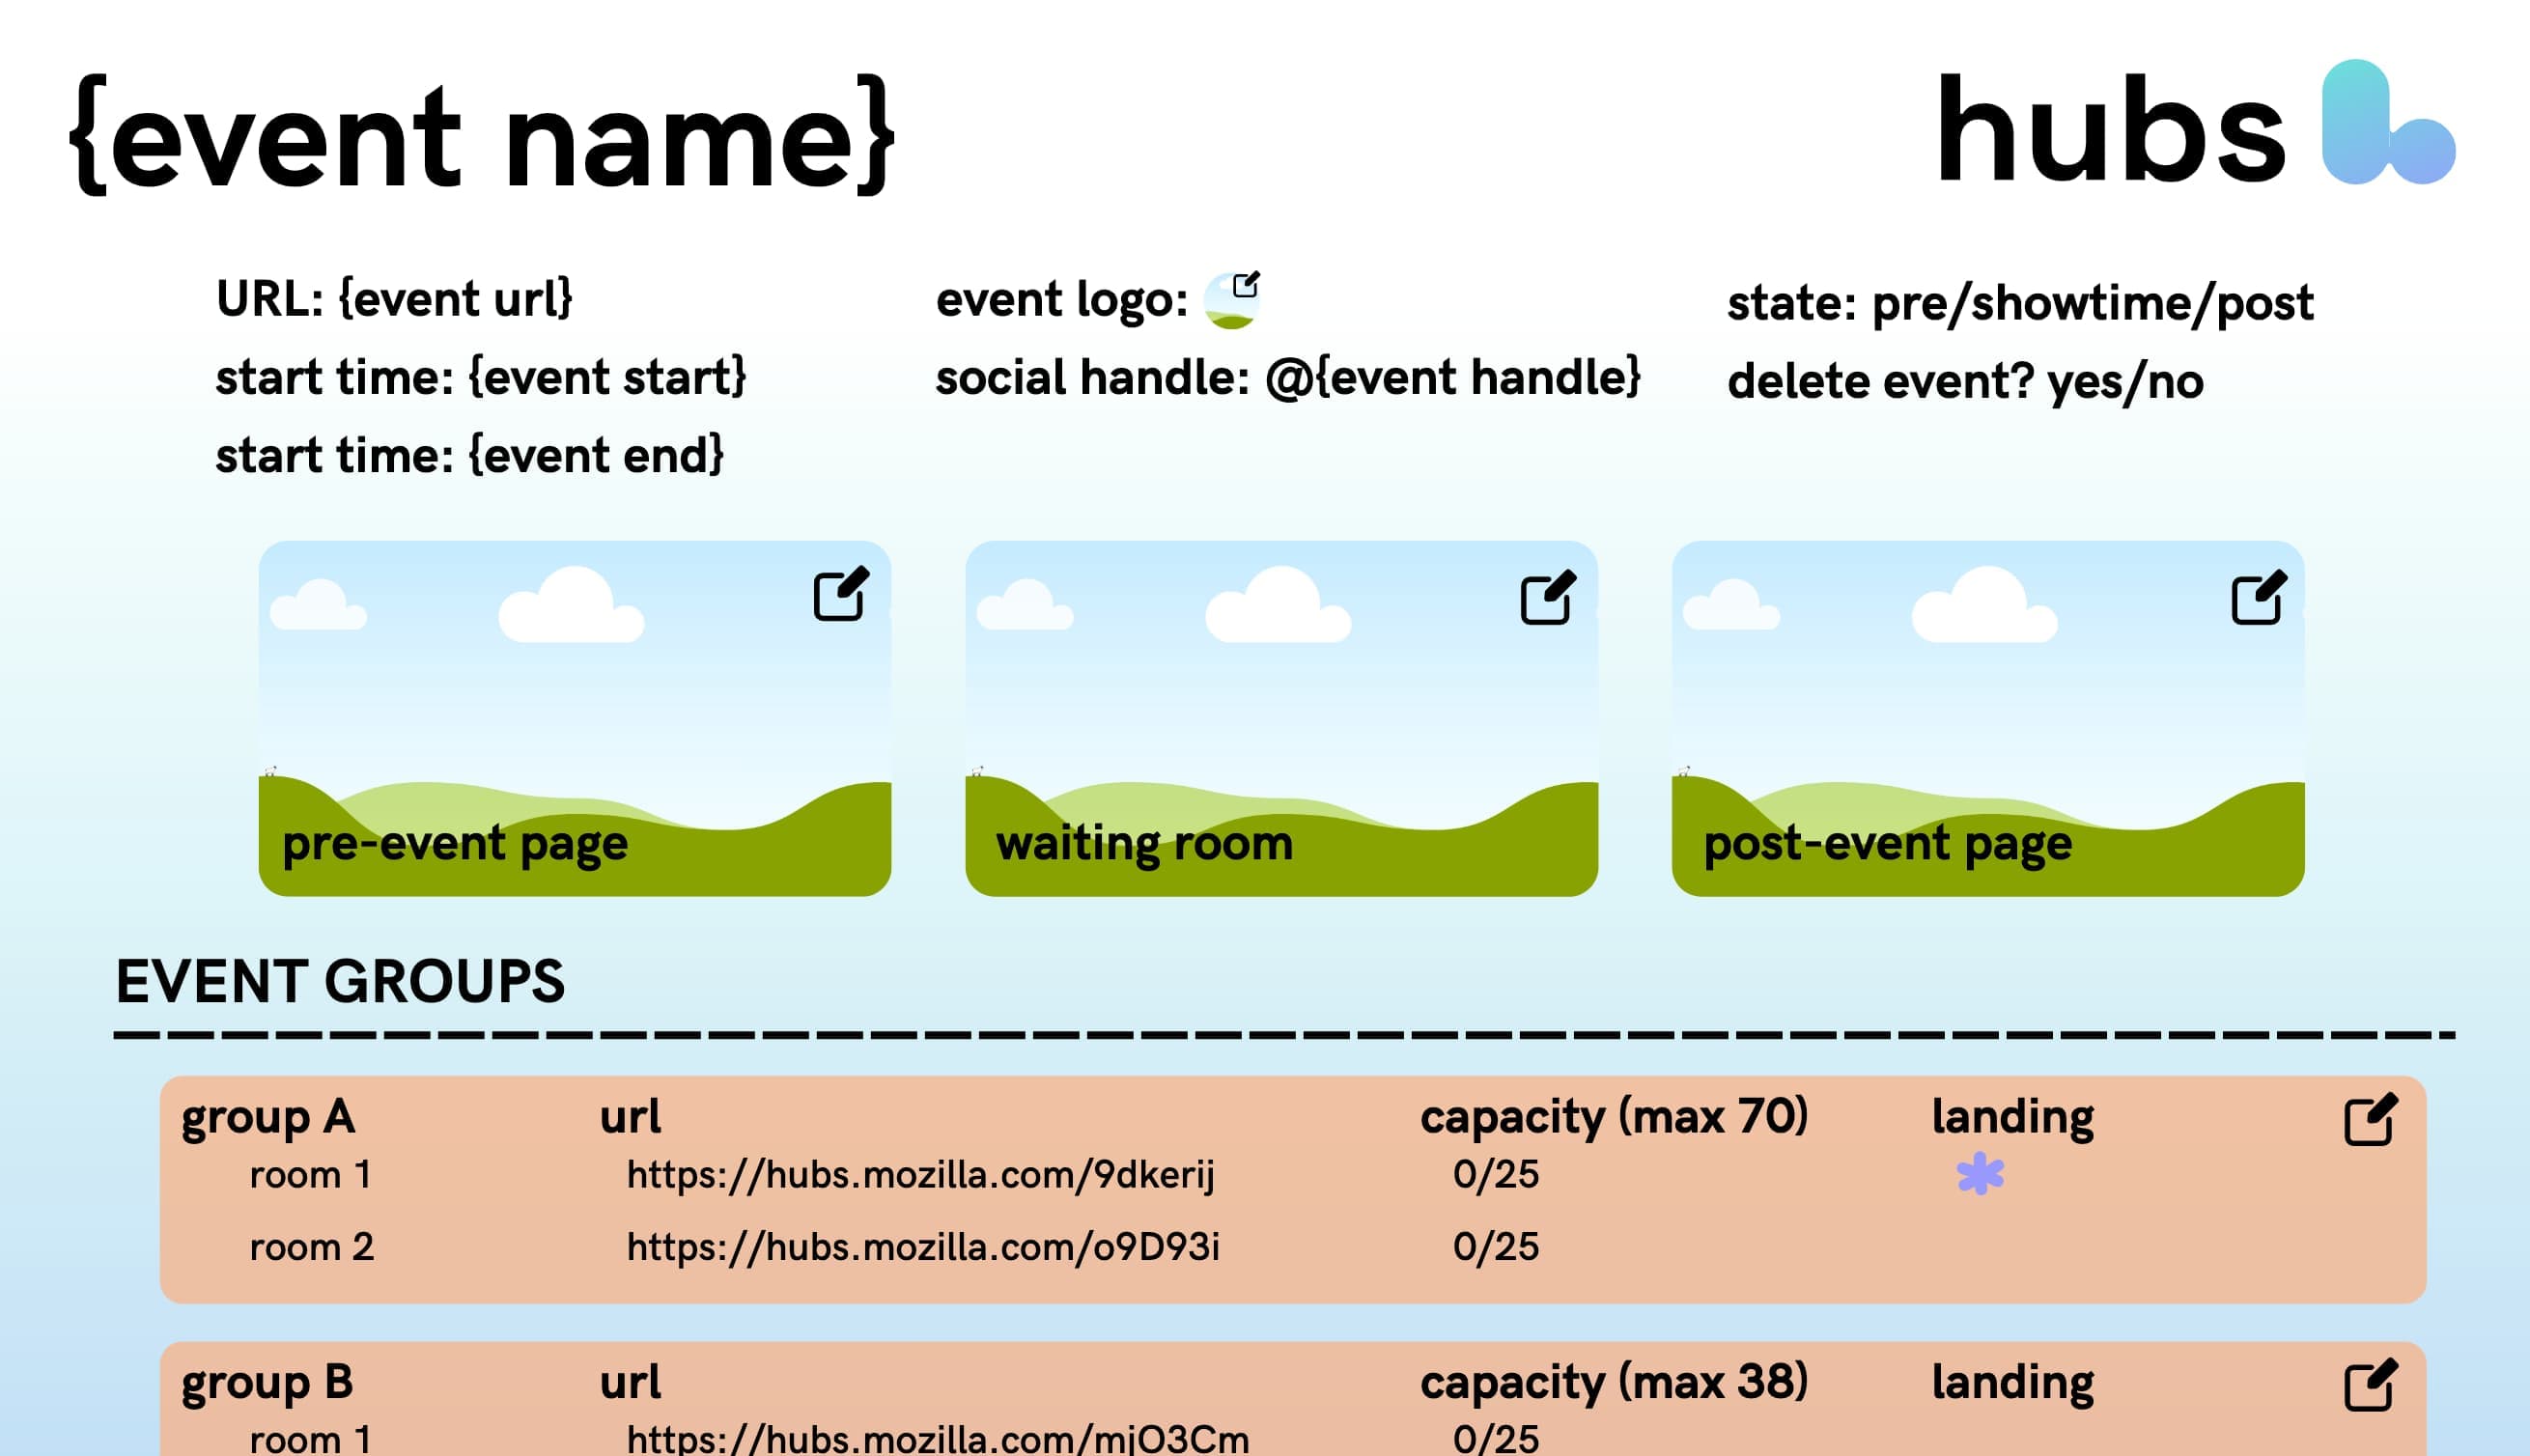 {event name}
hubs
URL: {event url}
start time: {event start}
start time: {event end}
event logo:
social handle: @{event handle}
state: pre/showtime/post
delete event? yes/no
pre-event page
waiting room
post-event page
EVENT GROUPS
group A url capacity (max 70) landing
room 1 https://hubs.mozilla.com/9dkerij 0/25
room 2 https://hubs.mozilla.com/o9D93i 0/25
group B url capacity (max 38) landing
room 1 https://hubs.mozilla.com/mjO3Cm 0/25